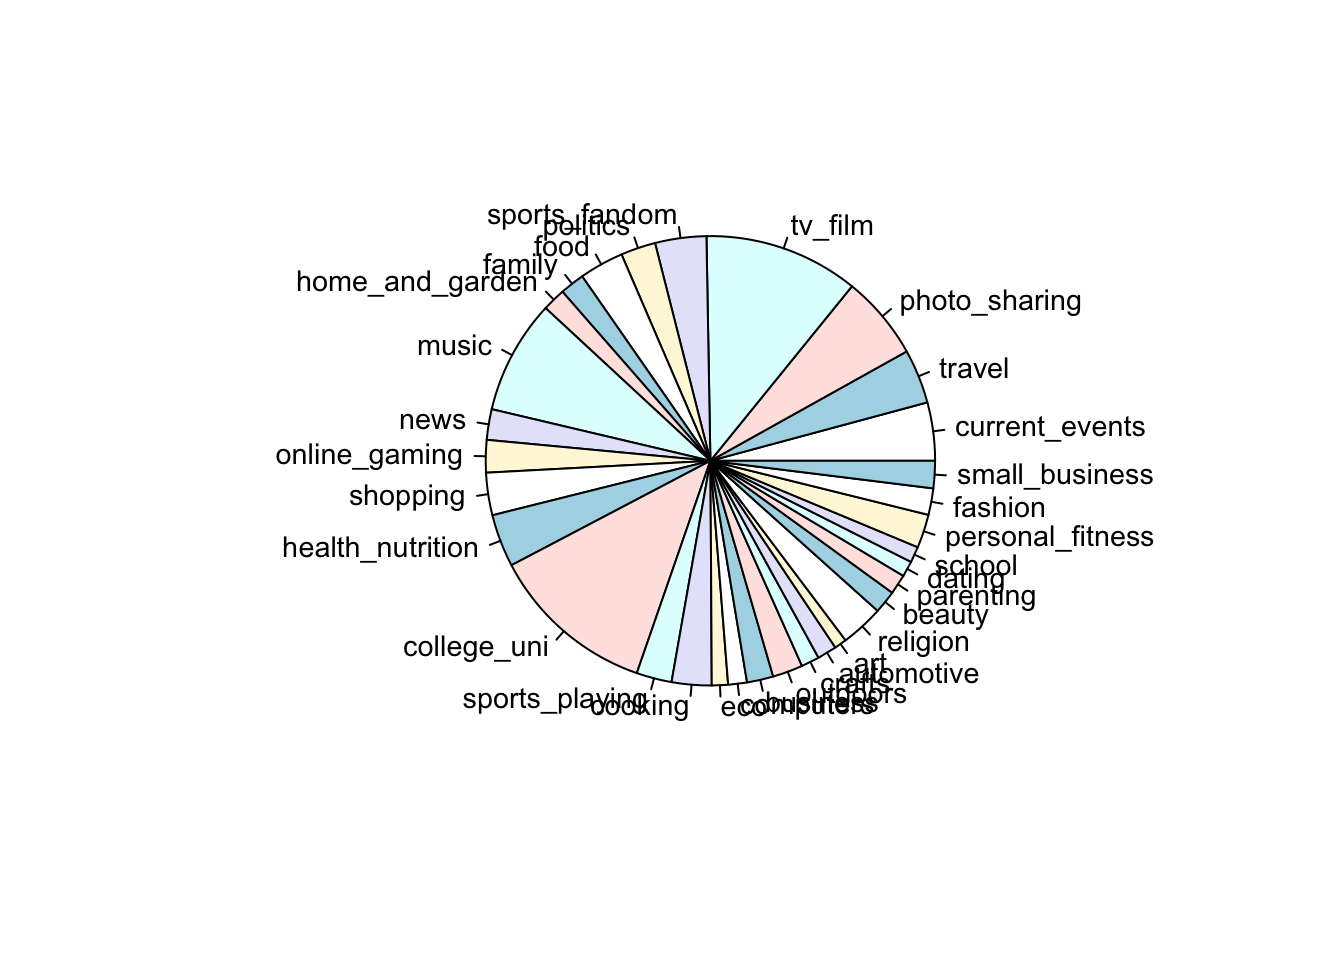 sports_fandom
politics
food
family
home_and_garden
music
news
online_gaming
shopping
health_nutrition
college_uni
sports_playing
cooking
eco
computers
business
outdoors
crafts
automotive
art
religion
beauty
parenting
dating
school
personal_fitness
fashion
small_business
current_events
travel
photo_sharing
tv_film